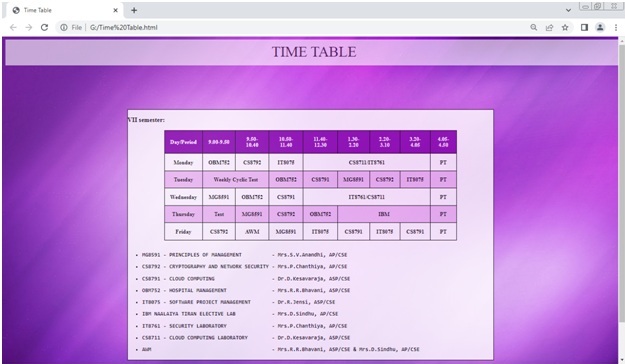 Time Table
File G:/Time%20Table.html
TIME TABLE
VII semester:
Day/Period 9.00-9.50 9.50-10.40 10.50-11.40 11.40-12.30 1.30-2.20 2.20-3.10 3.20-4.05 4.05-4.50
Monday OBM752 CS8792 IT8075 CS8711/IT8761 PT
Tuesday Weekly Cyclic Test OBM752 CS8791 MG8591 CS8792 IT8075 PT
Wednesday MG8591 OBM752 CS8791 IT8761/CS8711 PT
Thursday Test MG8591 CS8792 OBM752 IBM PT
Friday CS8792 AWM MG8591 IT8075 CS8791 CS8791 CS8791 PT
• MG8591 - PRINCIPLES OF MANAGEMENT - Mrs.S.V.Anandhi, AP/CSE
• CS8792 - CRYPTOGRAPHY AND NETWORK SECURITY - Mrs.P.Chanthiya, AP/CSE
• CS8791 - CLOUD COMPUTING - Dr.D.Kesavaraja, ASP/CSE
• OBM752 - HOSPITAL MANAGEMENT - Mrs.R.R.Bhavani, ASP/CSE
• IT8075 - SOFTWARE PROJECT MANAGEMENT - Dr.R.Jensi, ASP/CSE
• IBM NAALAIYA TIRAN ELECTIVE LAB - Mrs.D.Sindhu, AP/CSE
• IT8761 - SECURITY LABORATORY - Mrs.P.Chanthiya, AP/CSE
• CS8711 - CLOUD COMPUTING LABORATORY - Dr.D.Kesavaraja, ASP/CSE
• AWM - Mrs.R.R.Bhavani, ASP/CSE & Mrs.D.Sindhu, AP/CSE